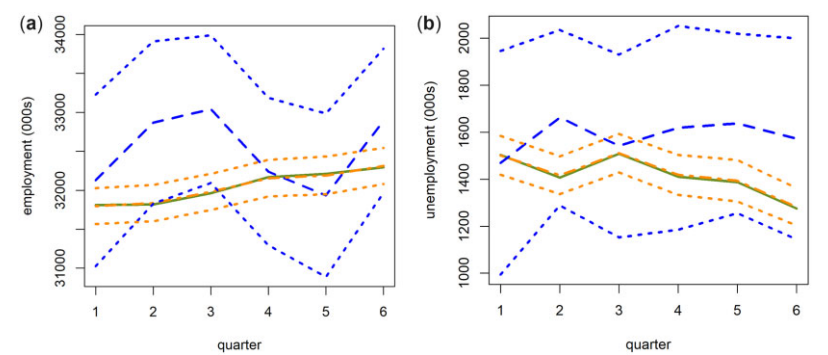 (a)
employment (000s)
34000
33000
32000
31000
1 2 3 4 5 6
quarter
(b)
unemployment (000s)
2000
1800
1600
1400
1200
1000
1 2 3 4 5 6
quarter